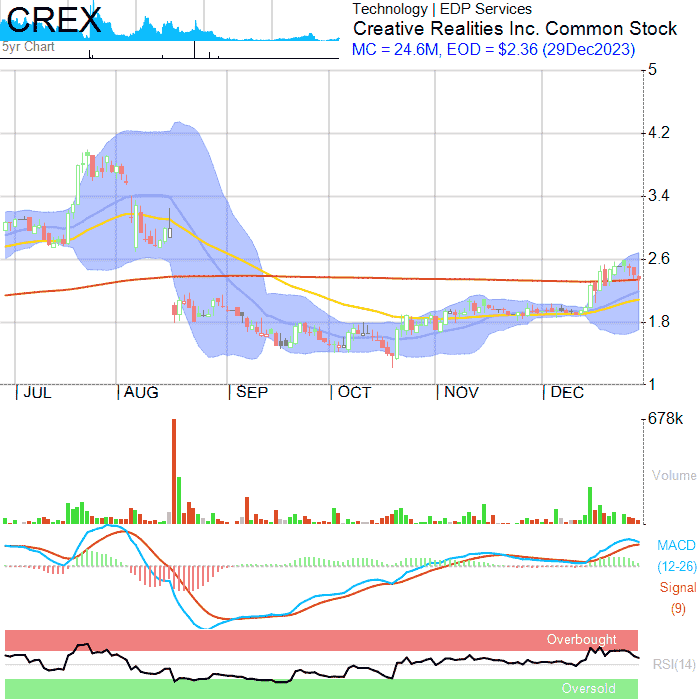 CREX
5yr Chart
Technology | EDP Services
Creative Realities Inc. Common Stock
MC = 24.6M, EOD = $2.36 (29Dec2023)
5
4.2
3.4
2.6
1.8
1
JUL AUG SEP OCT NOV DEC
678k
Volume
MACD
(12-26)
Signal
(9)
Overbought
RSI(14)
Oversold